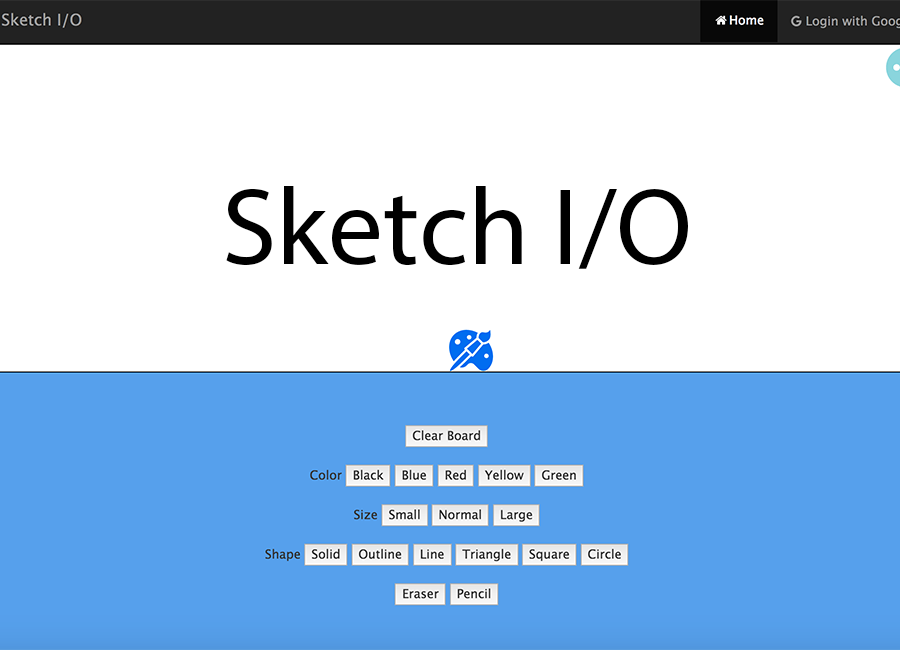 Sketch I/O
Home
Login with Goog
Sketch I/O
Clear Board
Color Black Blue Red Yellow Green
Size Small Normal Large
Shape Solid Outline Line Triangle Square Circle
Eraser Pencil